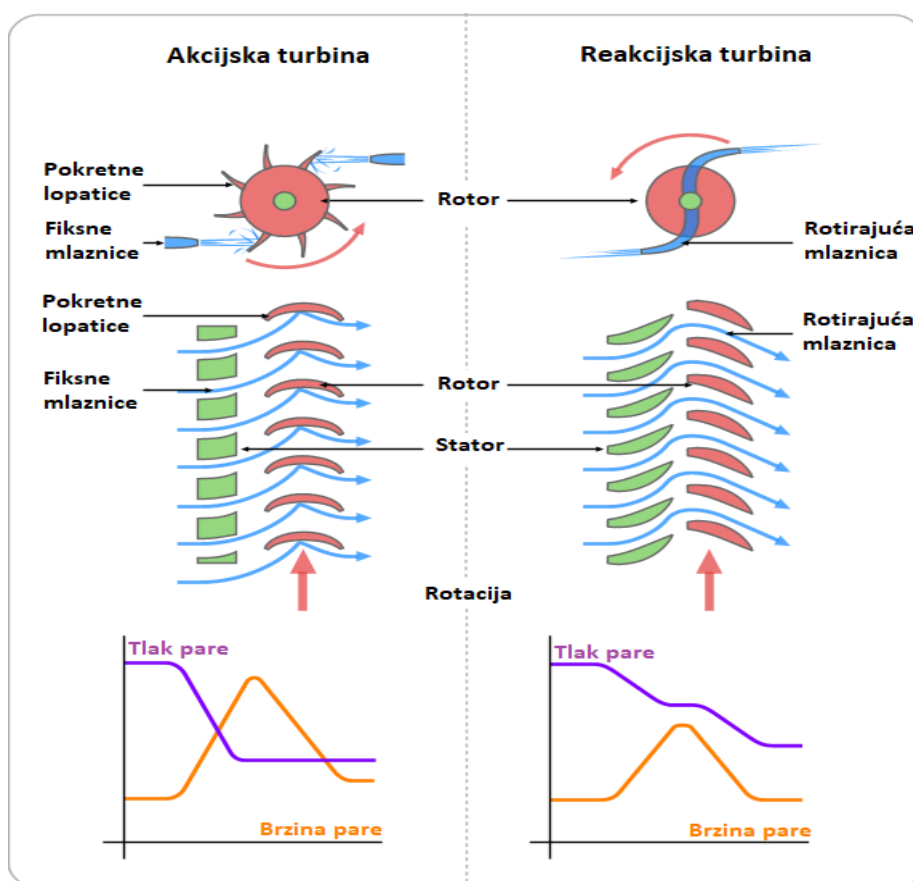 Akcijska turbina
Reakcijska turbina
Pokretne
lopatice
Fiksne
mlaznice
Rotor
Rotirajuća
mlaznica
Pokretne
lopatice
Fiksne
mlaznice
Rotor
Stator
Rotirajuća
mlaznica
Rotacija
Tlak pare
Brzina pare
Tlak pare
Brzina pare